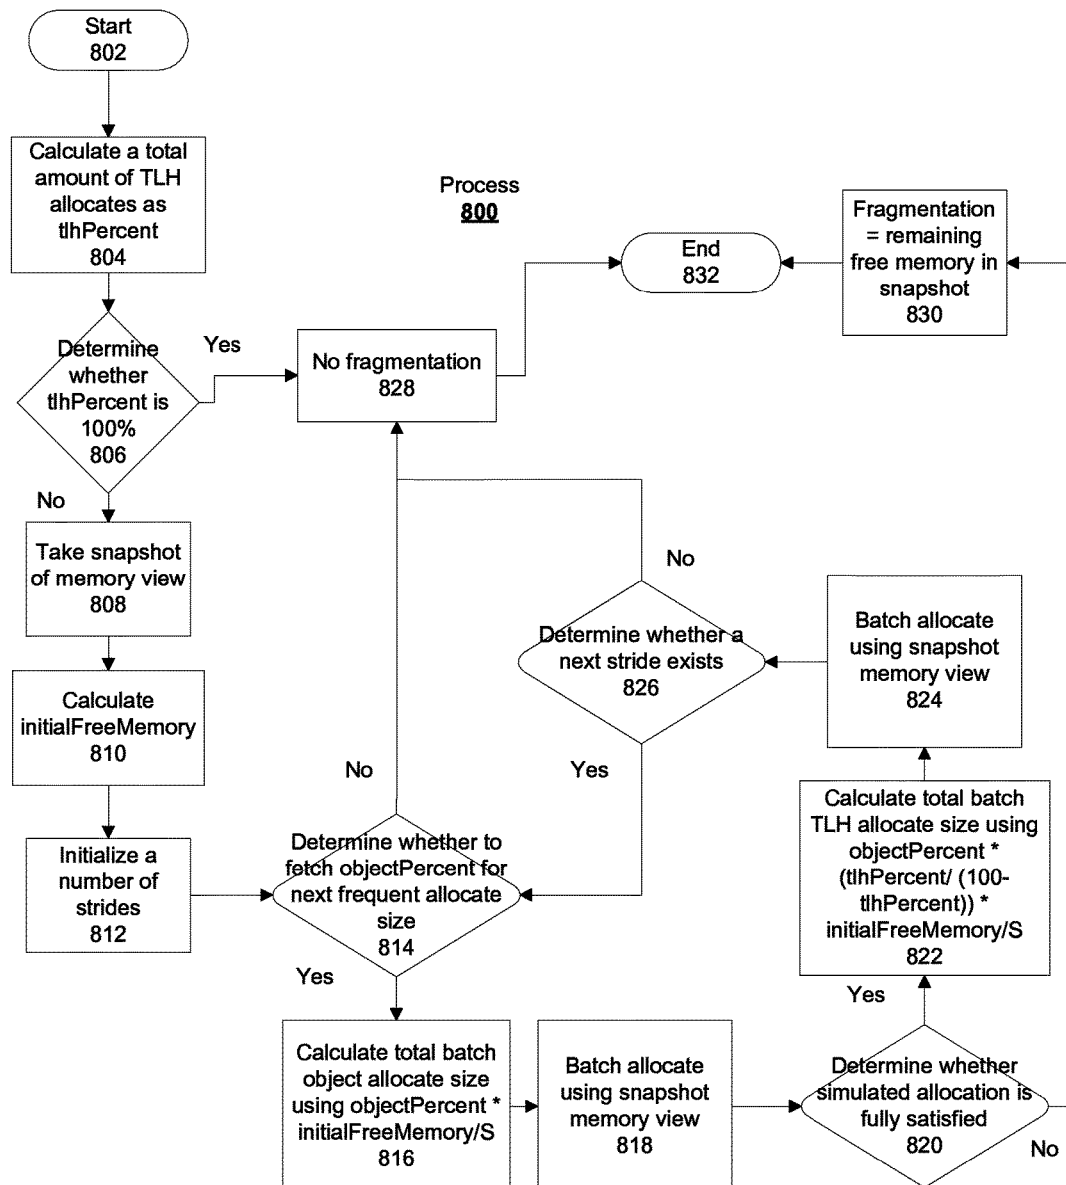 Start
802
Calculate a total
amount of TLH
allocates as
tlhPercent
804
Process
800
End
832
Fragmentation
= remaining
free memory in
snapshot
830
Determine
whether
tlhPercent is
100%
806
Yes
No fragmentation
828
No
Take snapshot
of memory view
808
No
Determine whether a
next stride exists
826
Batch allocate
using snapshot
memory view
824
Calculate
initialFreeMemory
810
No
Yes
Initialize a
number of
strides
812
Determine whether to
fetch objectPercent for
next frequent allocate
size
814
Calculate total batch
TLH allocate size using
objectPercent *
(tlhPercent/ (100-
tlhPercent)) *
initialFreeMemory/S
822
Yes
Yes
Calculate total batch
object allocate size
using objectPercent *
initialFreeMemory/S
816
Batch allocate
using snapshot
memory view
818
Determine whether
simulated allocation is
fully satisfied
820
No